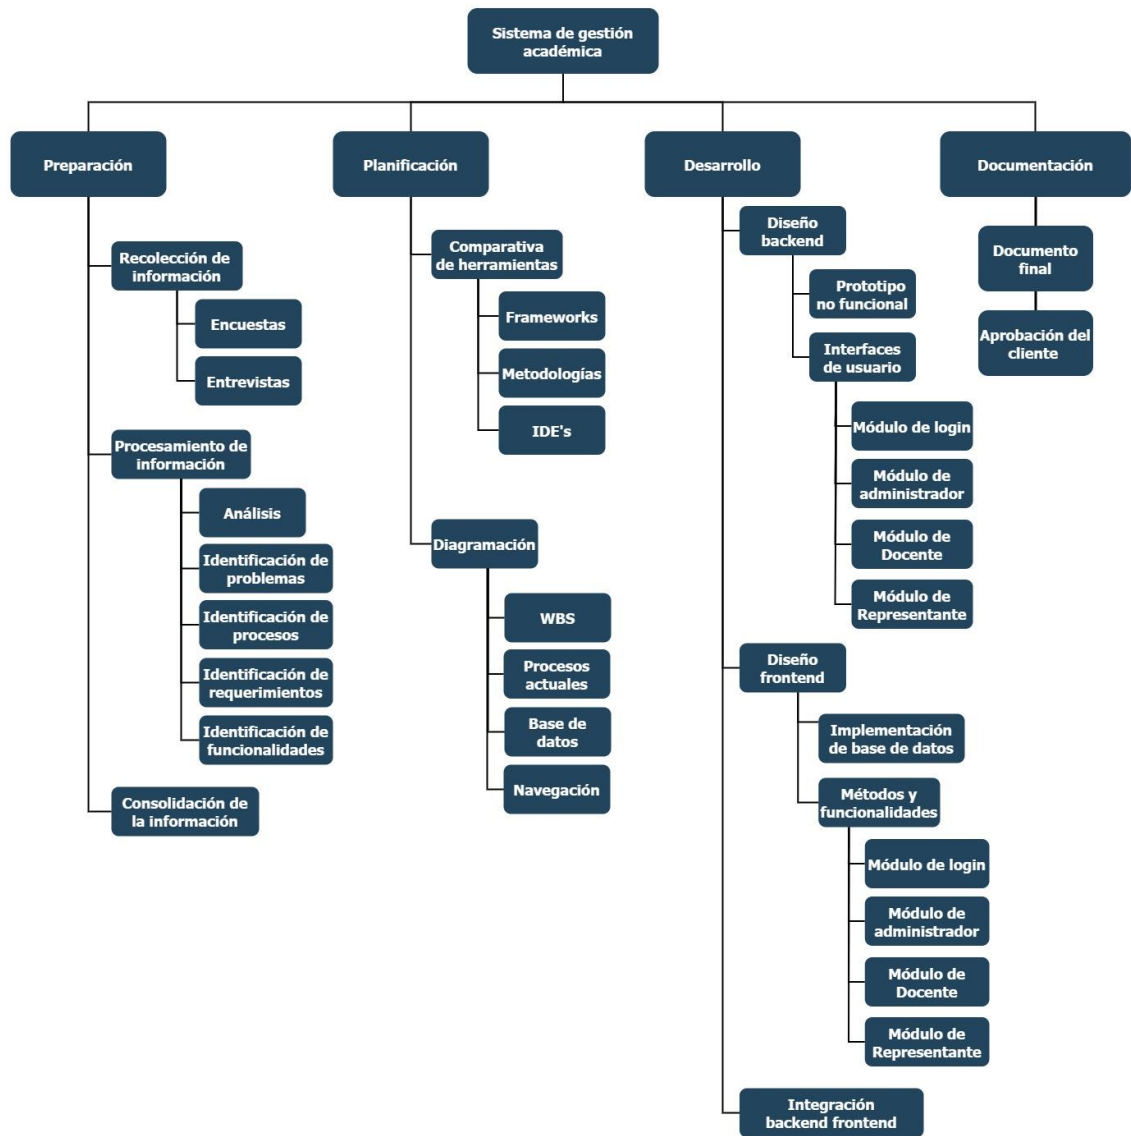 Sistema de gestión
académica
Preparación
Planificación
Desarrollo
Documentación
Recolección de
información
Encuestas
Entrevistas
Procesamiento de
información
Análisis
Identificación de
problemas
Identificación de
procesos
Identificación de
requerimientos
Identificación de
funcionalidades
Consolidación de
la información
Comparativa
de herramientas
Frameworks
Metodologías
IDE's
Diagramación
WBS
Procesos
actuales
Base de
datos
Navegación
Diseño
backend
Prototipo
no funcional
Interfaces
de usuario
Módulo de login
Módulo de
administrador
Módulo de
Docente
Módulo de
Representante
Diseño
frontend
Implementación
de base de datos
Métodos y
funcionalidades
Módulo de login
Módulo de
administrador
Módulo de
Docente
Módulo de
Representante
Integración
backend frontend
Documento
final
Aprobación del
cliente